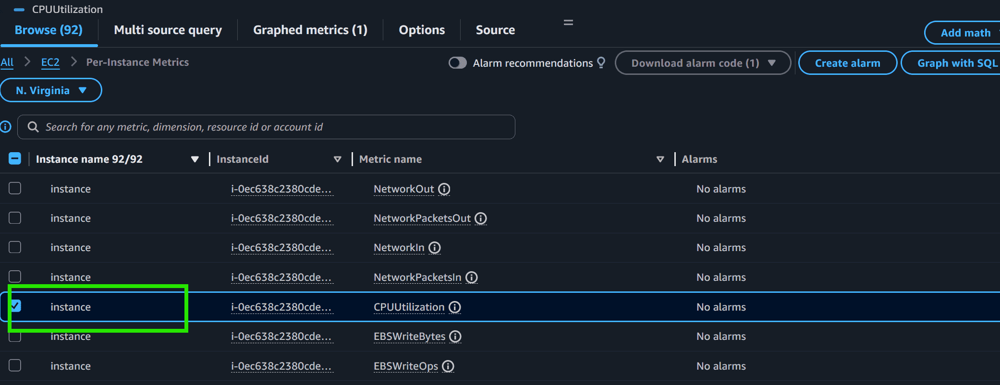 CPUUtilization
Browse (92) Multi source query Graphed metrics (1) Options Source Add math
All EC2 Per-Instance Metrics Alarm recommendations Download alarm code (1) Create alarm Graph with SQL
N. Virginia
Search for any metric, dimension, resource id or account id
Instance name 92/92 InstanceId Metric name Alarms
instance i-0ec638c2380cde... NetworkOut No alarms
instance i-0ec638c2380cde... NetworkPacketsOut No alarms
instance i-0ec638c2380cde... NetworkIn No alarms
instance i-0ec638c2380cde... NetworkPacketsIn No alarms
instance i-0ec638c2380cde... CPUUtilization No alarms
instance i-0ec638c2380cde... EBSWriteBytes No alarms
instance i-0ec638c2380cde... EBSWriteOps No alarms